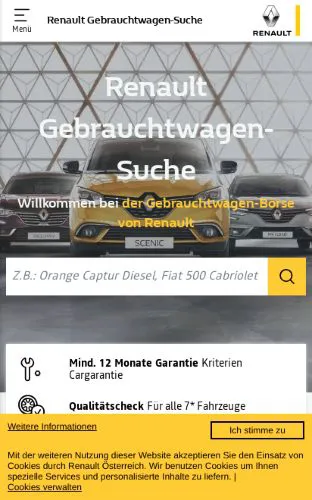 Menü
Renault Gebrauchtwagen-Suche
RENAULT
Renault
Gebrauchtwagen-
Suche
Willkommen bei der Gebrauchtwagen-Börse
von Renault
SCENIC
Z.B.: Orange Captur Diesel, Fiat 500 Cabriolet
Mind. 12 Monate Garantie Kriterien
Cargarantie
Qualitätscheck Für alle 7* Fahrzeuge
Weitere Informationen
Ich stimme zu
Mit der weiteren Nutzung dieser Website akzeptieren Sie den Einsatz von
Cookies durch Renault Österreich. Wir benutzen Cookies um Ihnen
spezielle Services und personalisierte Inhalte zu liefern. |
Cookies verwalten